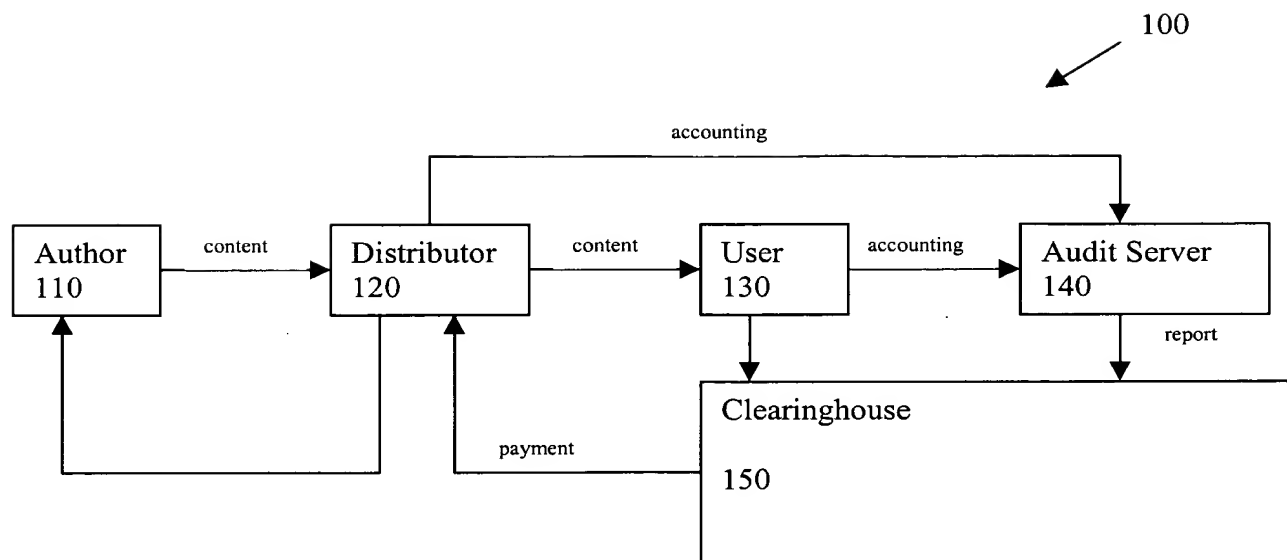 100
accounting
Author
110
content
Distributor
120
content
User
130
accounting
Audit Server
140
report
Clearinghouse
150
payment